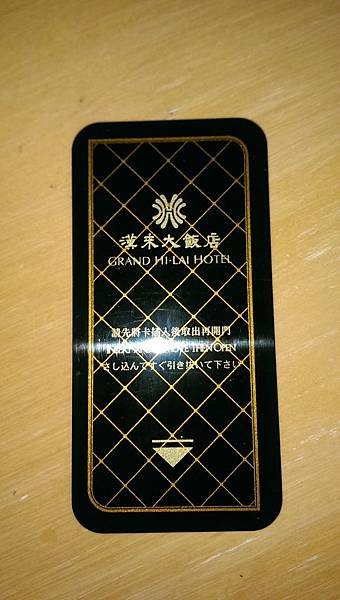 漢来大飯店
GRAND HI-LAI HOTEL
請先將卡插入後取出再開門
THEN OPEN
さし込んですぐ引き抜いて下さい